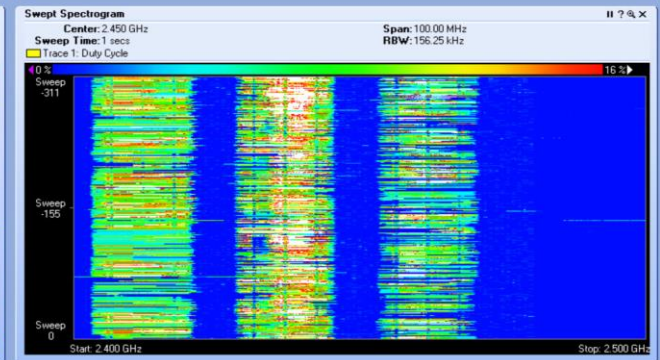 Swept Spectrogram
Center: 2.450 GHz Span: 100.00 MHz
Sweep Time: 1 secs RBW: 156.25 kHz
Trace 1: Duty Cycle
0 % 16 %
Sweep
-311
Sweep
-155
Sweep
0
Start: 2.400 GHz Stop: 2.500 GHz